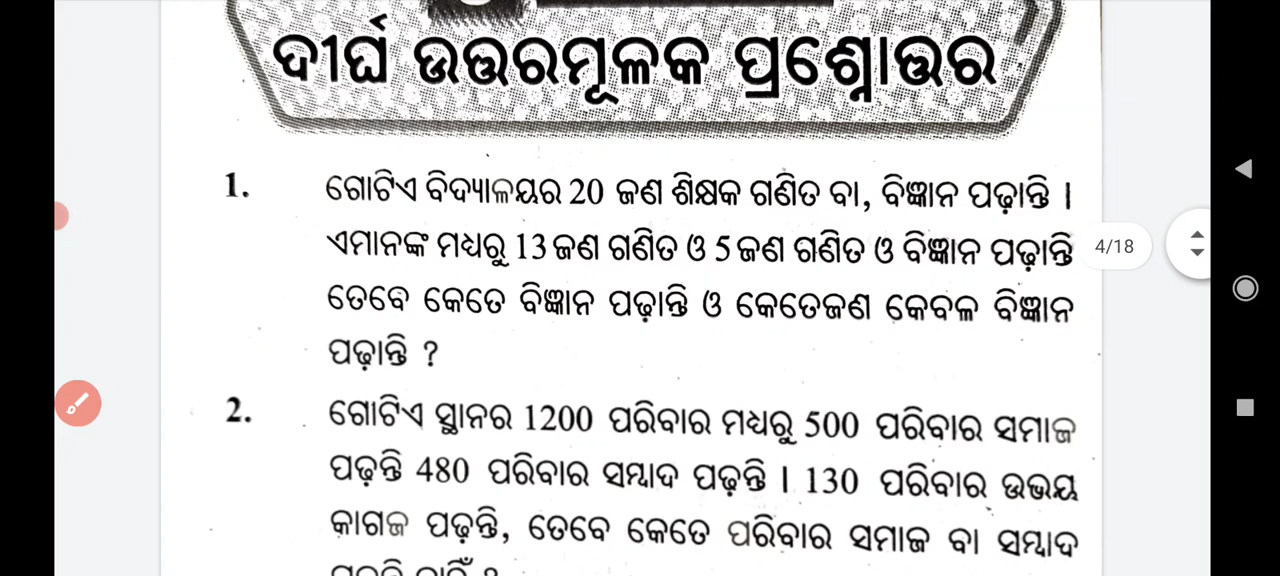 ଦୀର୍ଘ ଉତ୍ତରମୂଳକ ପ୍ରଶ୍ନୋତ୍ତର
1. ଗୋଟିଏ ବିଦ୍ୟାଳୟର 20 ଜଣ ଶିକ୍ଷକ ଗଣିତ ବା, ବିଜ୍ଞାନ ପଢ଼ାନ୍ତି ।
ଏମାନଙ୍କ ମଧ୍ୟରୁ 13 ଜଣ ଗଣିତ ଓ 5 ଜଣ ଗଣିତ ଓ ବିଜ୍ଞାନ ପଢ଼ାନ୍ତି
4/18
ତେବେ କେତେ ବିଜ୍ଞାନ ପଢ଼ାନ୍ତି ଓ କେତେଜଣ କେବଳ ବିଜ୍ଞାନ
ପଢ଼ାନ୍ତି ?
2. ଗୋଟିଏ ସ୍ଥାନର 1200 ପରିବାର ମଧ୍ୟରୁ 500 ପରିବାର ସମାଜ
ପଢ଼ନ୍ତି 480 ପରିବାର ସମ୍ବାଦ ପଢ଼ନ୍ତି । 130 ପରିବାର ଉଭୟ
କାଗଜ ପଢ଼ନ୍ତି, ତେବେ କେତେ ପରିବାର ସମାଜ ବା ସମ୍ବାଦ